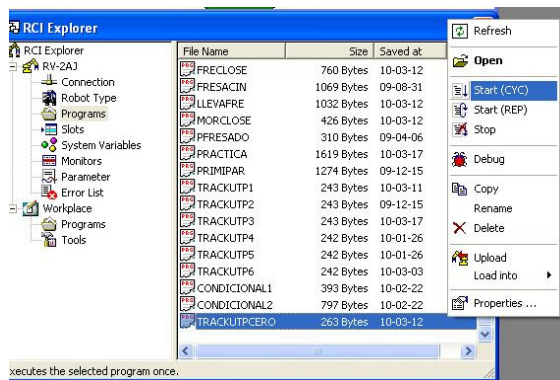 RCI Explorer
RCI Explorer
RV-2AJ
Connection
Robot Type
Programs
Slots
System Variables
Monitors
Parameter
Error List
Workplace
Programs
Tools
File Name Size Saved at
FRECLOSE 760 Bytes 10-03-12
FRESACIN 1069 Bytes 09-08-31
LLEVAFRE 1032 Bytes 10-03-12
MORCLOSE 426 Bytes 10-03-12
PFRESADO 310 Bytes 09-04-06
PRACTICA 1619 Bytes 10-03-17
PRIMIPAR 1274 Bytes 09-12-15
TRACKUTP1 243 Bytes 10-03-11
TRACKUTP2 243 Bytes 09-12-15
TRACKUTP3 243 Bytes 10-03-17
TRACKUTP4 242 Bytes 10-01-26
TRACKUTP5 242 Bytes 10-01-26
TRACKUTP6 242 Bytes 10-03-03
CONDICIONAL1 393 Bytes 10-02-22
CONDICIONAL2 797 Bytes 10-02-22
TRACKUTPCERO 263 Bytes 10-03-12
Refresh
Open
Start (CYC)
Start (REP)
Stop
Debug
Copy
Rename
Delete
Upload
Load into
Properties ...
xecutes the selected program once.